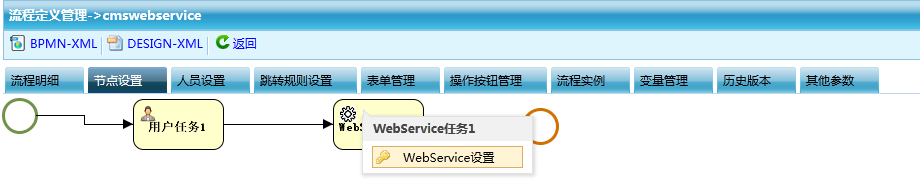 流程定义管理->cmswebservice
BPMN-XML DESIGN-XML 返回
流程明细 节点设置 人员设置 跳转规则设置 表单管理 操作按钮管理 流程实例 变量管理 历史版本 其他参数
用户任务1
WebService任务1
WebService设置